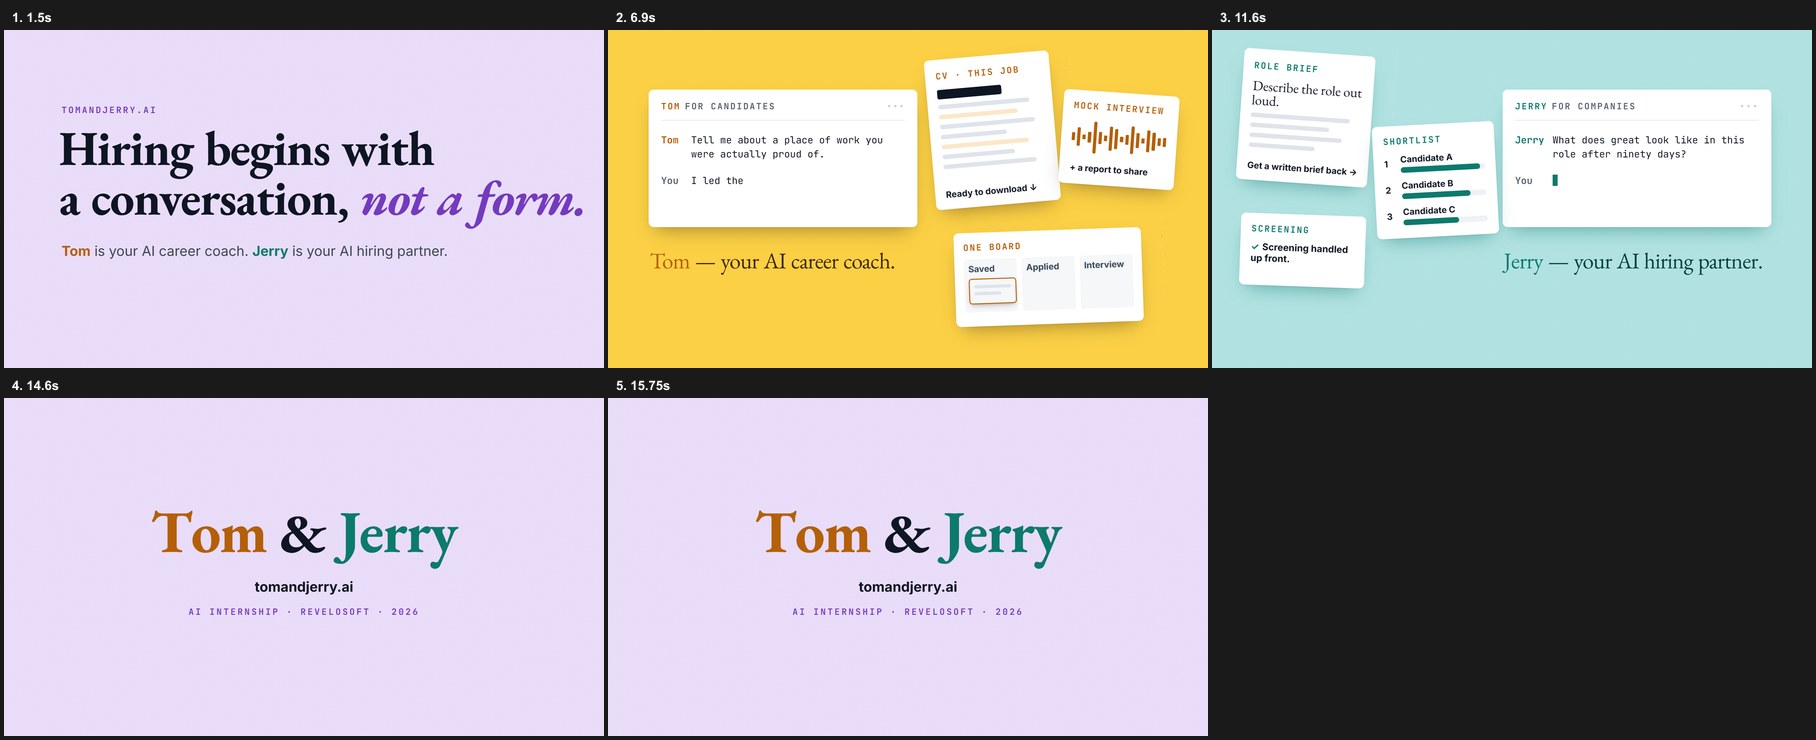 1. 1.5s
TOMANDJERRY.AI
Hiring begins with
a conversation, not a form.
Tom is your AI career coach. Jerry is your AI hiring partner.
2. 6.9s
TOM FOR CANDIDATES
Tom Tell me about a place of work you
were actually proud of.
You I led the
Tom — your AI career coach.
CV · THIS JOB
Ready to download ↓
MOCK INTERVIEW
+ a report to share
ONE BOARD
Saved Applied Interview
3. 11.6s
ROLE BRIEF
Describe the role out
loud.
Get a written brief back →
SHORTLIST
1 Candidate A
2 Candidate B
3 Candidate C
SCREENING
✓ Screening handled
up front.
JERRY FOR COMPANIES
Jerry What does great look like in this
role after ninety days?
You
Jerry — your AI hiring partner.
4. 14.6s
Tom & Jerry
tomandjerry.ai
AI INTERNSHIP · REVELOSOFT · 2026
5. 15.75s
Tom & Jerry
tomandjerry.ai
AI INTERNSHIP · REVELOSOFT · 2026